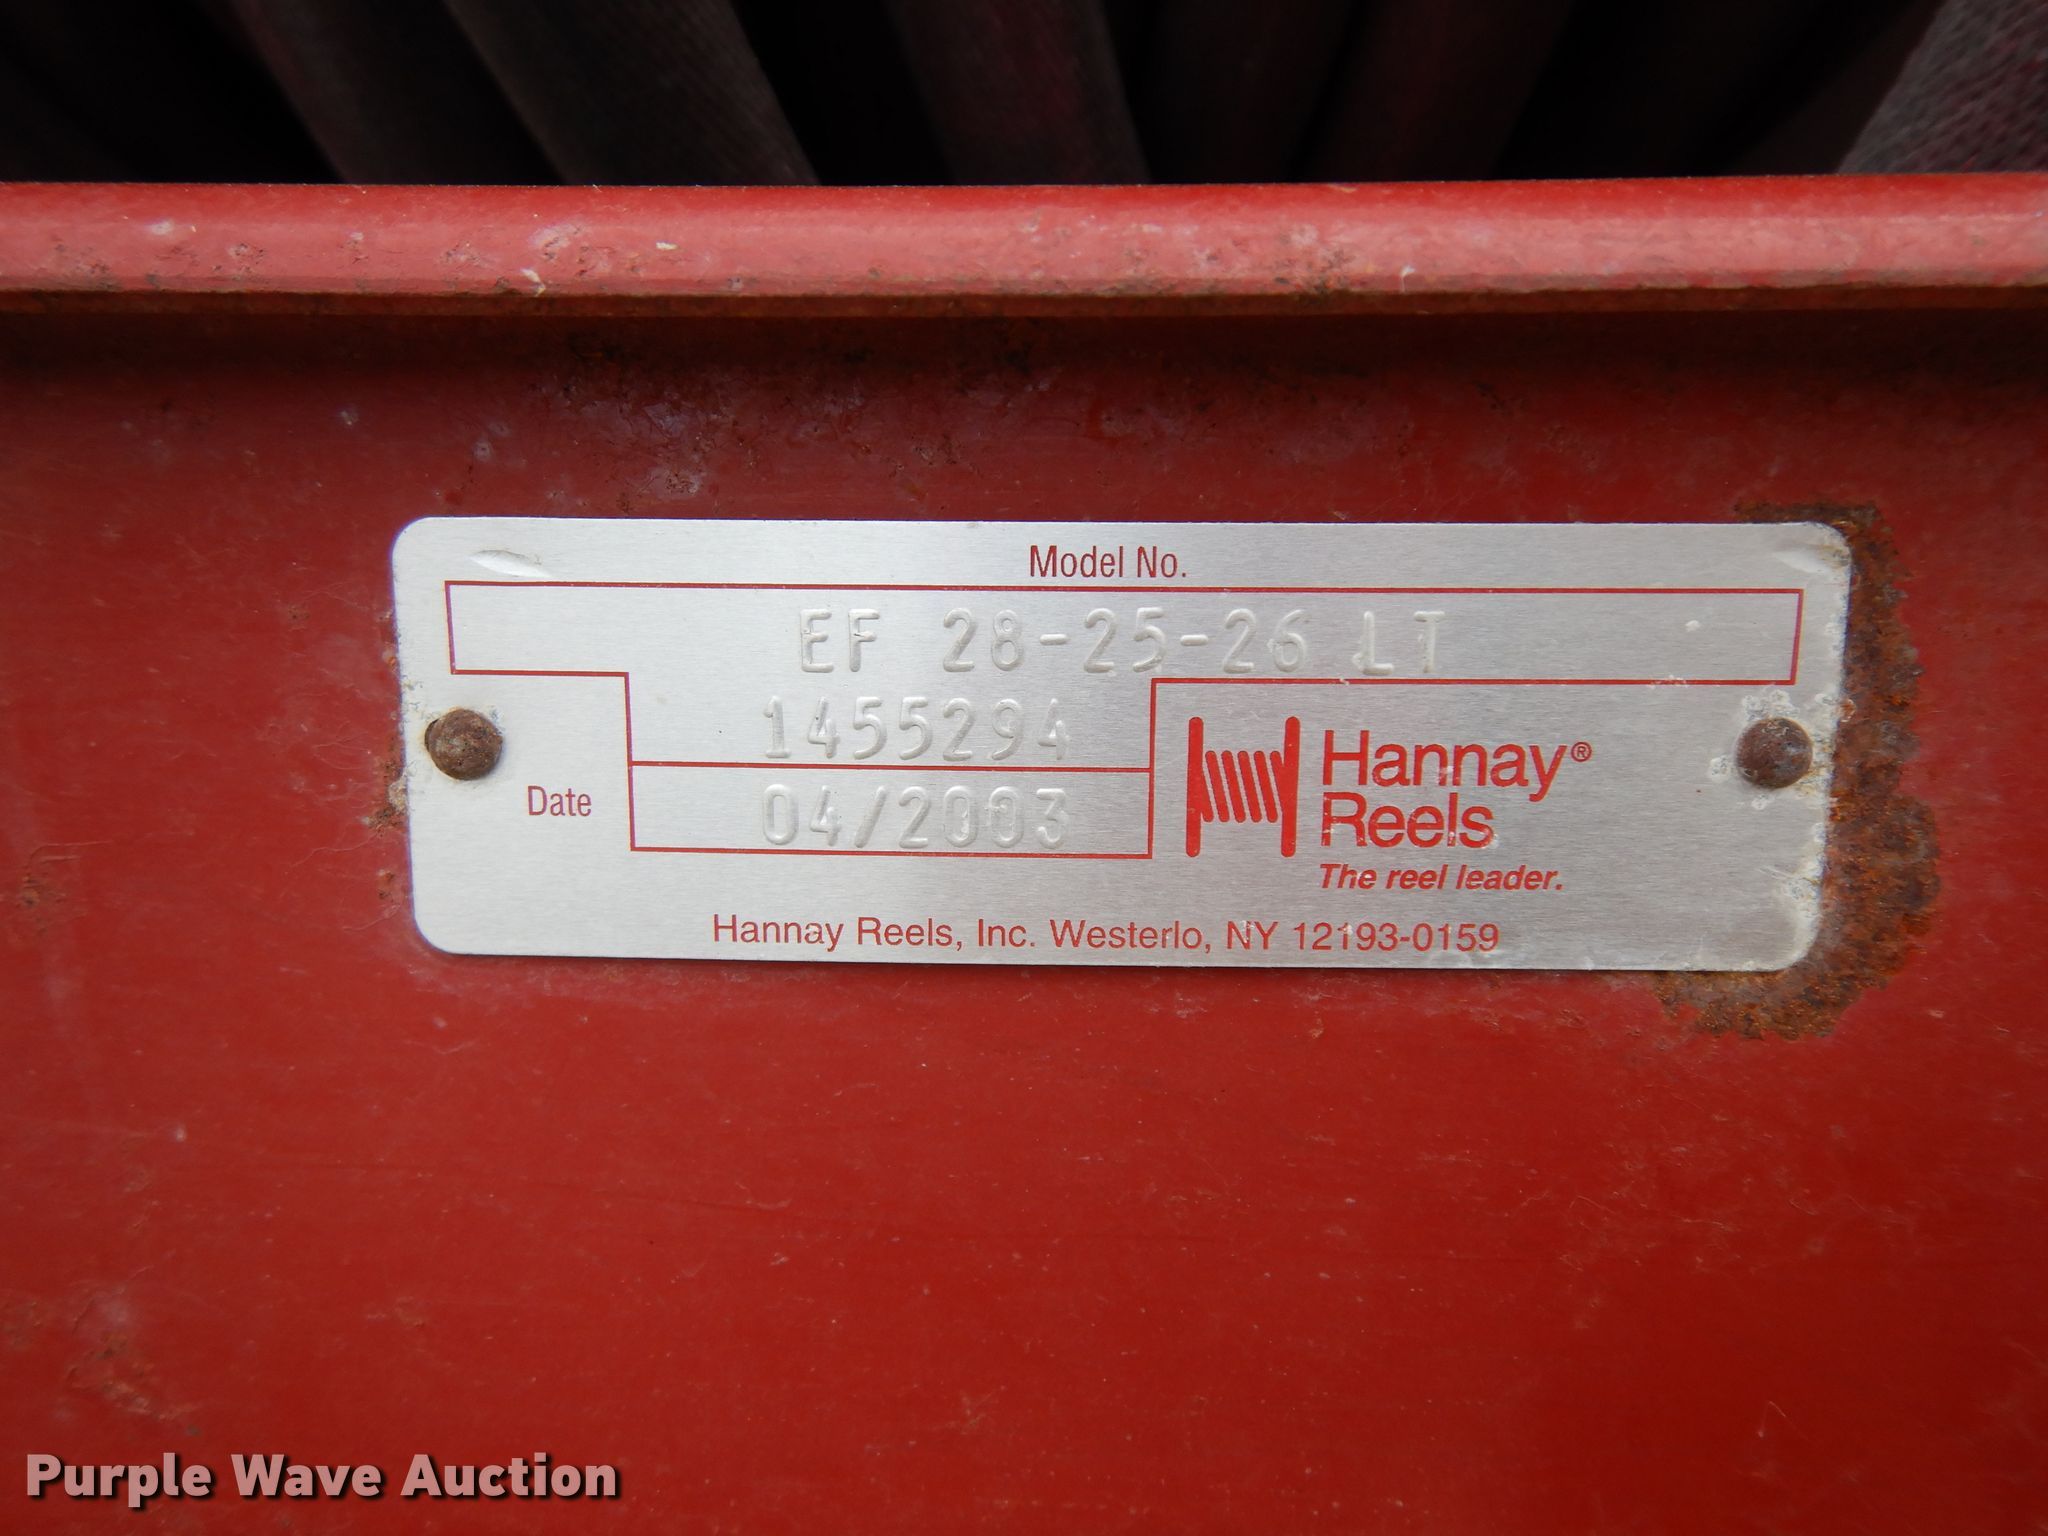 Model No.
EF 28-25-26 LT
1455294
Date 04/2003
Hannay®
Reels
The reel leader.
Hannay Reels, Inc. Westerlo, NY 12193-0159
Purple Wave Auction